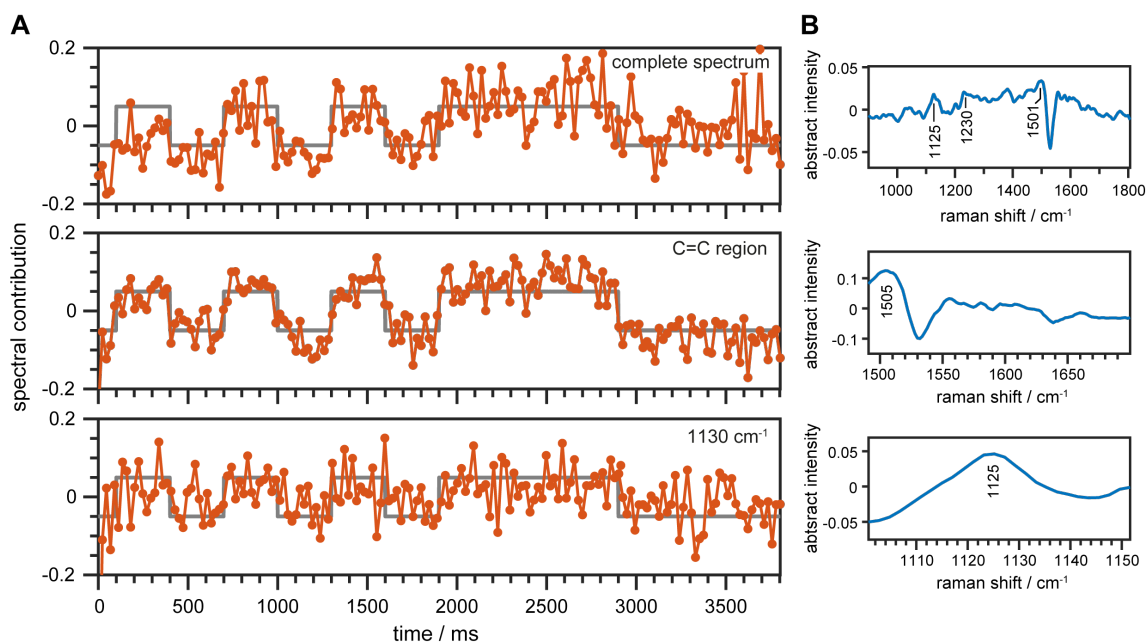 A
B
spectral contribution
0.2
0
-0.2
complete spectrum
0.2
0
-0.2
C=C region
0.2
0
-0.2
1130 cm⁻¹
0 500 1000 1500 2000 2500 3000 3500
time / ms
abstract intensity
0.05
0
-0.05
1125
1230
1501
1000 1200 1400 1600 1800
raman shift / cm⁻¹
abstract intensity
0.1
0
-0.1
1505
1500 1550 1600 1650
raman shift / cm⁻¹
abtsract intensity
0.05
0
-0.05
1125
1110 1120 1130 1140 1150
raman shift / cm⁻¹